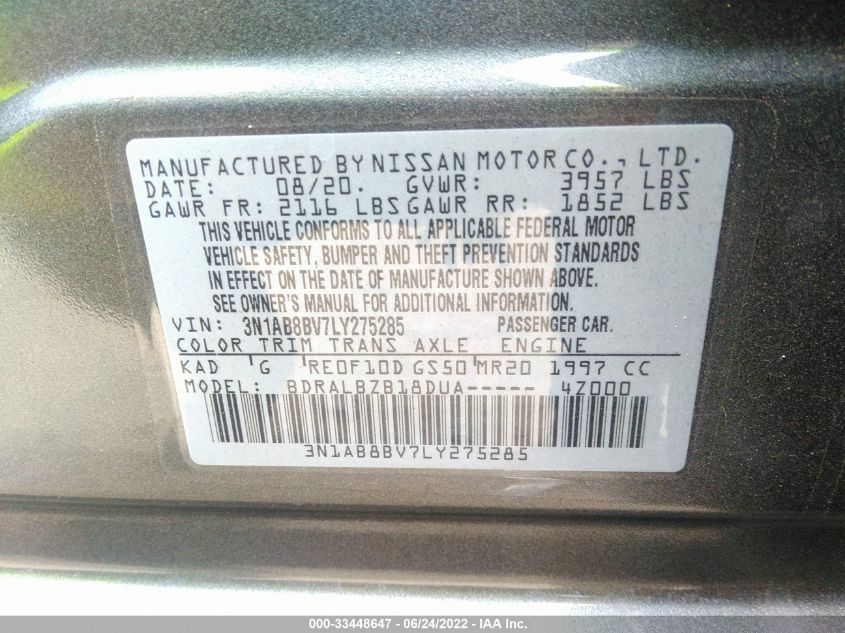 MANUFACTURED BY NISSAN MOTOR CO., LTD.
DATE: 08/20. GVWR: 3957 LBS
GAWR FR: 2116 LBS GAWR RR: 1852 LBS
THIS VEHICLE CONFORMS TO ALL APPLICABLE FEDERAL MOTOR
VEHICLE SAFETY, BUMPER AND THEFT PREVENTION STANDARDS
IN EFFECT ON THE DATE OF MANUFACTURE SHOWN ABOVE.
SEE OWNER'S MANUAL FOR ADDITIONAL INFORMATION.
VIN: 3N1AB8BV7LY275285 PASSENGER CAR.
COLOR TRIM TRANS AXLE ENGINE
KAD G RE0F10D GS50 MR20 1997 CC
MODEL: BDRALBZB18DUA----- 4Z000
3N1AB8BV7LY275285
000-33448647 - 06/24/2022 - IAA Inc.